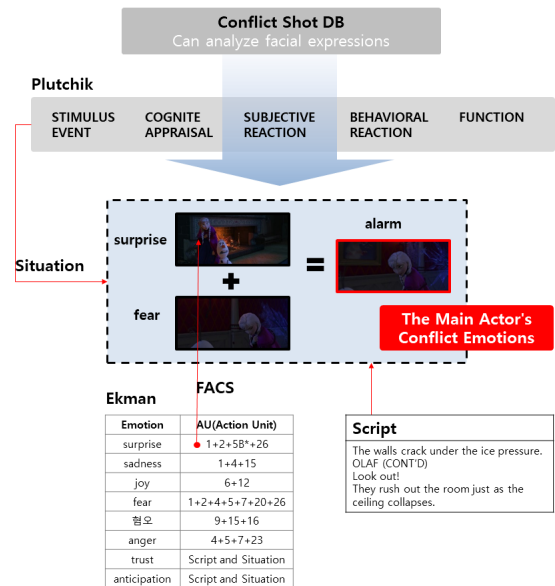 Conflict Shot DB
Can analyze facial expressions
Plutchik
STIMULUS EVENT
COGNITE APPRAISAL
SUBJECTIVE REACTION
BEHAVIORAL REACTION
FUNCTION
Situation
surprise
+
fear
=
alarm
The Main Actor's
Conflict Emotions
FACS
Ekman
Emotion AU(Action Unit)
surprise 1+2+5B*+26
sadness 1+4+15
joy 6+12
fear 1+2+4+5+7+20+26
혐오 9+15+16
anger 4+5+7+23
trust Script and Situation
anticipation Script and Situation
Script
The walls crack under the ice pressure.
OLAF (CONT'D)
Look out!
They rush out the room just as the
ceiling collapses.